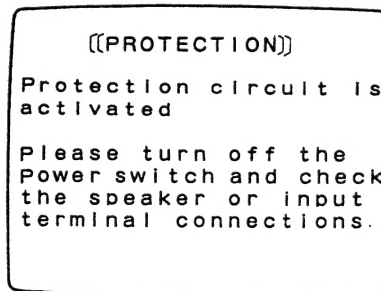 ⟦PROTECTION⟧
Protection circuit is
activated
Please turn off the
power switch and check
the speaker or input
terminal connections.